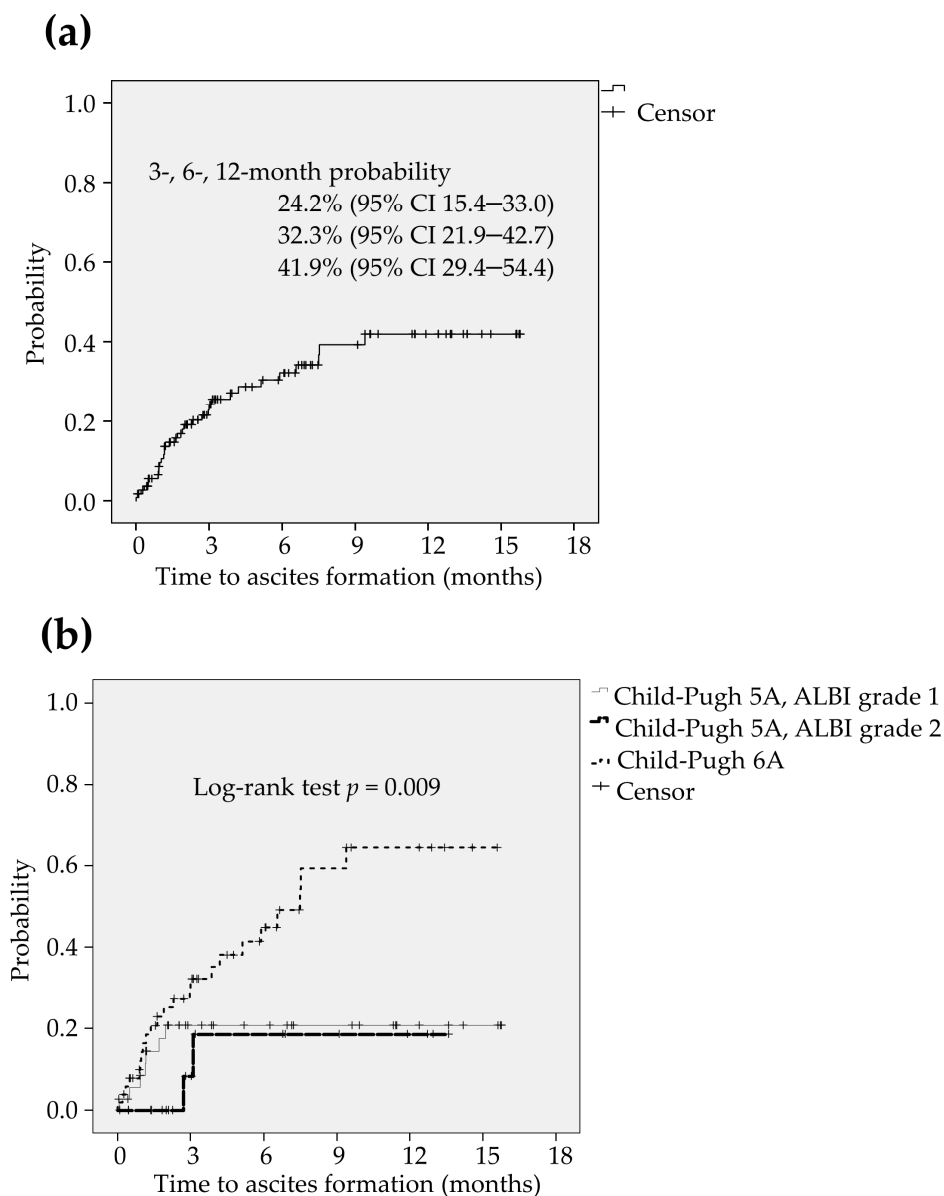 (a)
1.0
0.8
0.6
0.4
0.2
0.0
Probability
3-, 6-, 12-month probability
24.2% (95% CI 15.4–33.0)
32.3% (95% CI 21.9–42.7)
41.9% (95% CI 29.4–54.4)
Censor
0 3 6 9 12 15 18
Time to ascites formation (months)
(b)
1.0
0.8
0.6
0.4
0.2
0.0
Probability
Log-rank test p = 0.009
Child-Pugh 5A, ALBI grade 1
Child-Pugh 5A, ALBI grade 2
Child-Pugh 6A
Censor
0 3 6 9 12 15 18
Time to ascites formation (months)